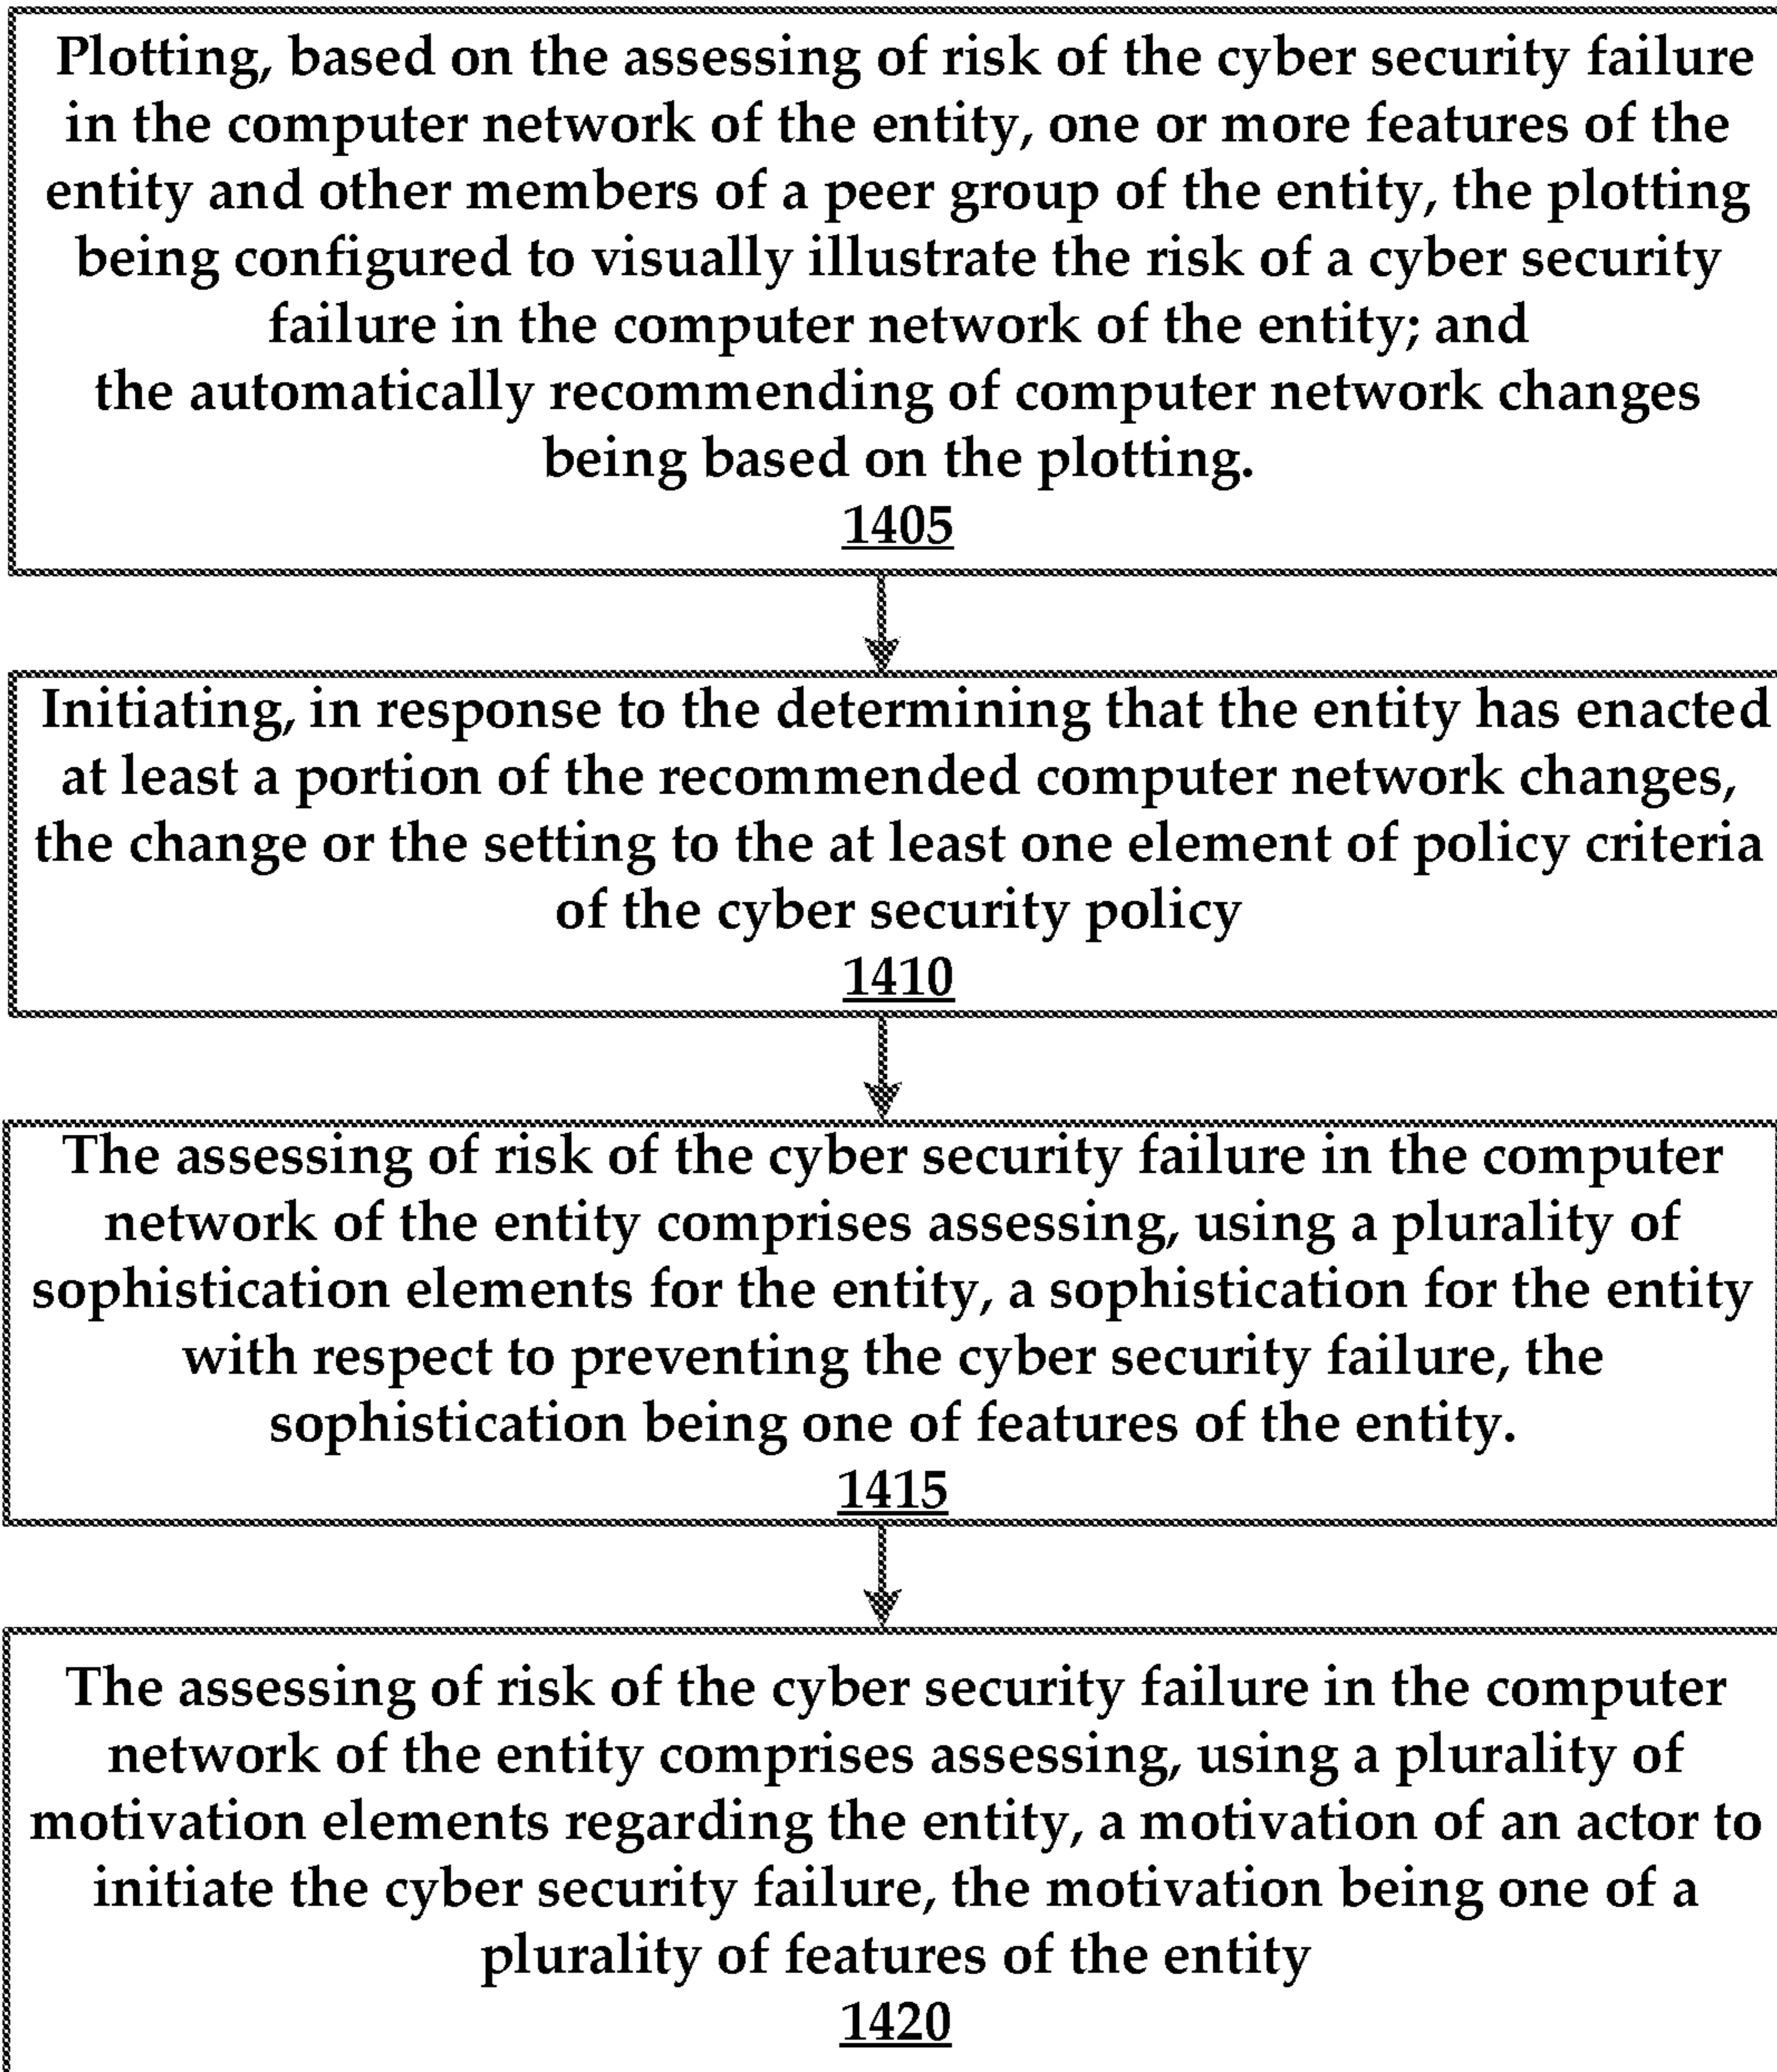 Plotting, based on the assessing of risk of the cyber security failure
in the computer network of the entity, one or more features of the
entity and other members of a peer group of the entity, the plotting
being configured to visually illustrate the risk of a cyber security
failure in the computer network of the entity; and
the automatically recommending of computer network changes
being based on the plotting.
1405
Initiating, in response to the determining that the entity has enacted
at least a portion of the recommended computer network changes,
the change or the setting to the at least one element of policy criteria
of the cyber security policy
1410
The assessing of risk of the cyber security failure in the computer
network of the entity comprises assessing, using a plurality of
sophistication elements for the entity, a sophistication for the entity
with respect to preventing the cyber security failure, the
sophistication being one of features of the entity.
1415
The assessing of risk of the cyber security failure in the computer
network of the entity comprises assessing, using a plurality of
motivation elements regarding the entity, a motivation of an actor to
initiate the cyber security failure, the motivation being one of a
plurality of features of the entity
1420